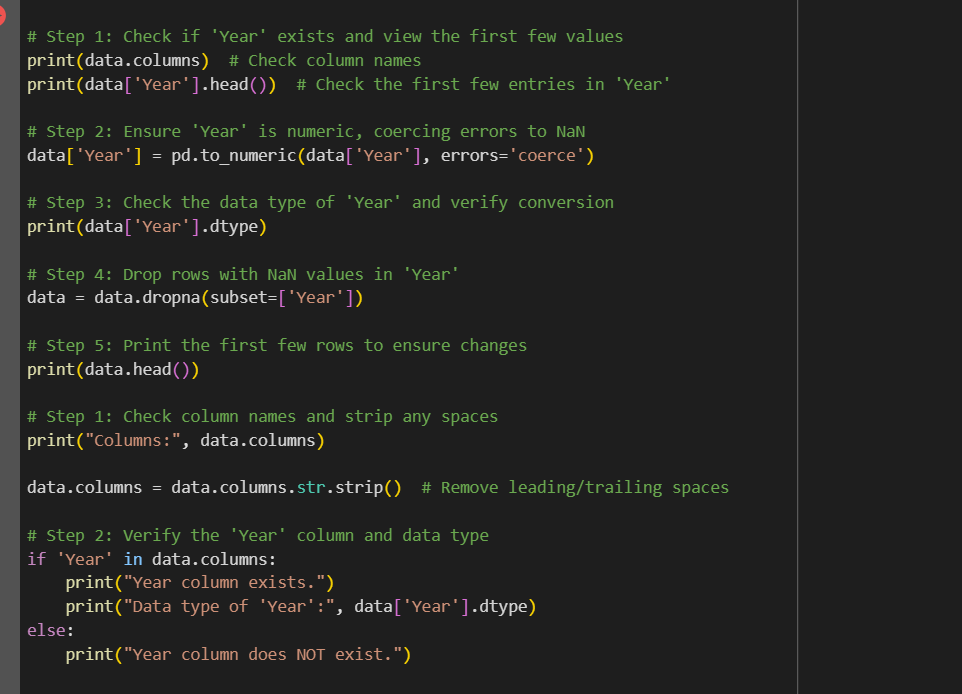 # Step 1: Check if 'Year' exists and view the first few values
print(data.columns)  # Check column names
print(data['Year'].head())  # Check the first few entries in 'Year'

# Step 2: Ensure 'Year' is numeric, coercing errors to NaN
data['Year'] = pd.to_numeric(data['Year'], errors='coerce')

# Step 3: Check the data type of 'Year' and verify conversion
print(data['Year'].dtype)

# Step 4: Drop rows with NaN values in 'Year'
data = data.dropna(subset=['Year'])

# Step 5: Print the first few rows to ensure changes
print(data.head())

# Step 1: Check column names and strip any spaces
print("Columns:", data.columns)

data.columns = data.columns.str.strip()  # Remove leading/trailing spaces

# Step 2: Verify the 'Year' column and data type
if 'Year' in data.columns:
    print("Year column exists.")
    print("Data type of 'Year':", data['Year'].dtype)
else:
    print("Year column does NOT exist.")